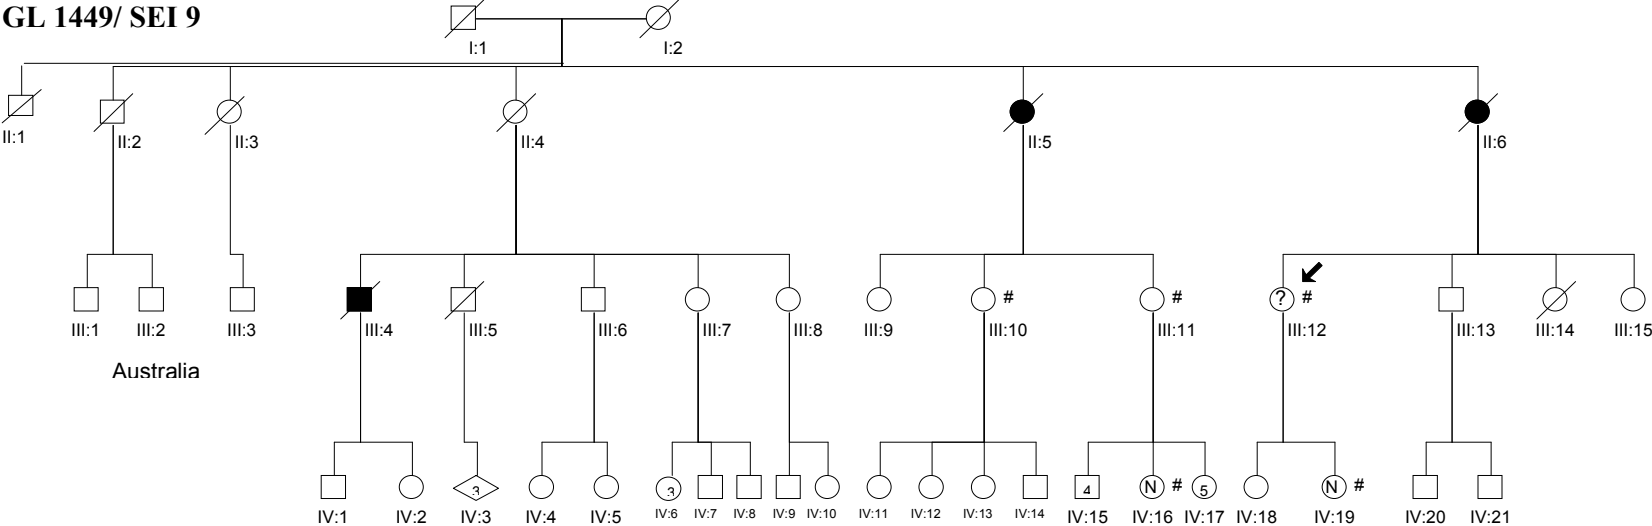 GL 1449/ SEI 9
I:1 I:2
II:1 II:2 II:3 II:4 II:5 II:6
? # # #
III:1 III:2 III:3 III:4 III:5 III:6 III:7 III:8 III:9 III:10 III:11 III:12 III:13 III:14 III:15
Australia
3 3 4 N # 5 N #
IV:1 IV:2 IV:3 IV:4 IV:5 IV:6 IV:7 IV:8 IV:9 IV:10 IV:11 IV:12 IV:13 IV:14 IV:15 IV:16 IV:17 IV:18 IV:19 IV:20 IV:21